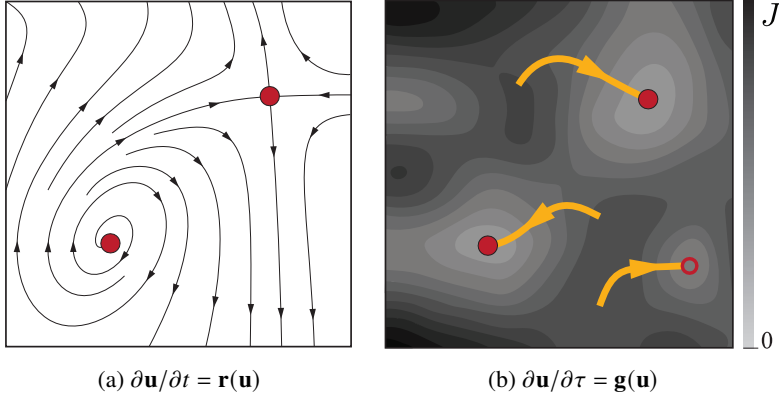 J
0
(a) ∂u/∂t = r(u)
(b) ∂u/∂τ = g(u)